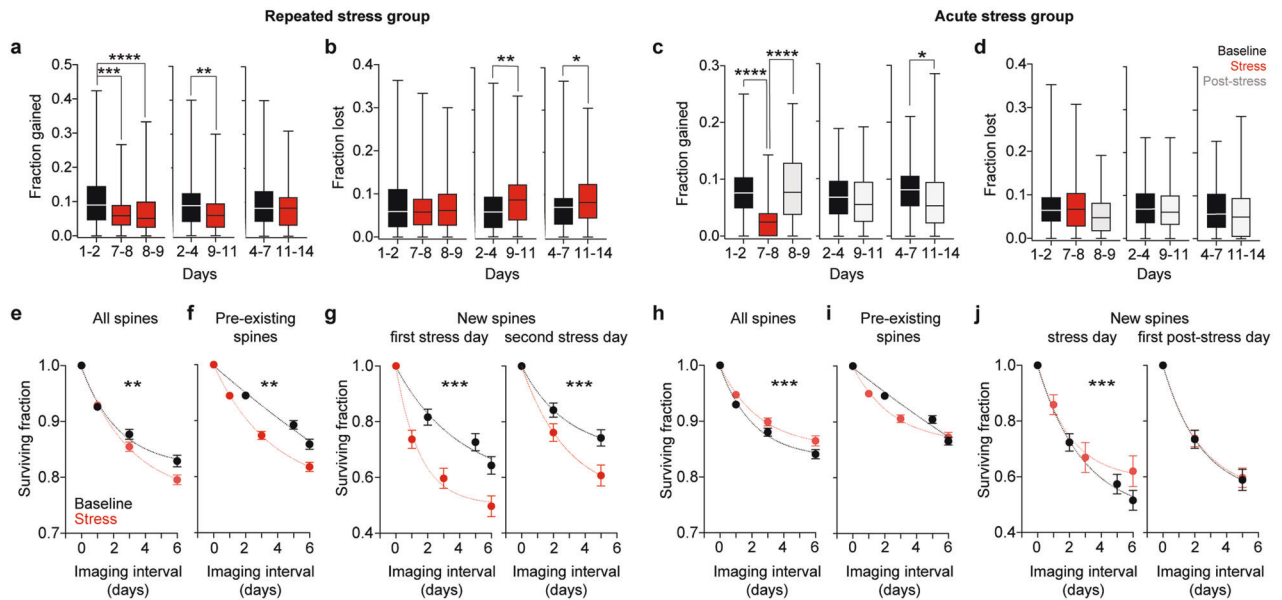 Repeated stress group
Acute stress group
a
b
c
d
Baseline
Stress
Post-stress
Fraction gained
0.5
0.4
0.3
0.2
0.1
0.0
****
***
**
1-2 7-8 8-9 2-4 9-11 4-7 11-14
Days
Fraction lost
0.4
0.3
0.2
0.1
0.0
**
*
1-2 7-8 8-9 2-4 9-11 4-7 11-14
Days
Fraction gained
0.3
0.2
0.1
0.0
****
****
*
1-2 7-8 8-9 2-4 9-11 4-7 11-14
Days
Fraction lost
0.4
0.3
0.2
0.1
0.0
1-2 7-8 8-9 2-4 9-11 4-7 11-14
Days
e
All spines
f
Pre-existing
spines
g
New spines
first stress day
second stress day
h
All spines
i
Pre-existing
spines
j
New spines
stress day
first post-stress day
Surviving fraction
1.0
0.9
0.8
0.7
**
Baseline
Stress
0 2 4 6
Imaging interval
(days)
**
0 2 4 6
Imaging interval
(days)
Surviving fraction
1.0
0.8
0.6
0.4
***
0 2 4 6
Imaging interval
(days)
***
0 2 4 6
Imaging interval
(days)
Surviving fraction
1.0
0.9
0.8
0.7
***
0 2 4 6
Imaging interval
(days)
0 2 4 6
Imaging interval
(days)
Surviving fraction
1.0
0.8
0.6
0.4
***
0 2 4 6
Imaging interval
(days)
0 2 4 6
Imaging interval
(days)